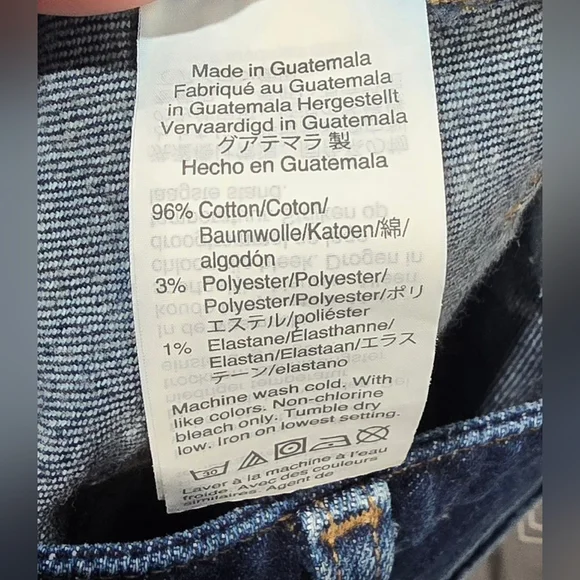 Made in Guatemala
Fabriqué au Guatemala
in Guatemala Hergestellt
Vervaardigd in Guatemala
グアテマラ 製
Hecho en Guatemala
96% Cotton/Coton/
Baumwolle/Katoen/綿/
algodón
3% Polyester/Polyester/
Polyester/Polyester/ポリ
エステル/poliéster
1% Elastane/Élasthanne/
Elastan/Elastaan/エラス
テーン/elastano
Machine wash cold. With
like colors. Non-chlorine
bleach only. Tumble dry
low. Iron on lowest setting.
30
Laver à la machine à l'eau
froide. Avec des couleurs
similaires. Agent de